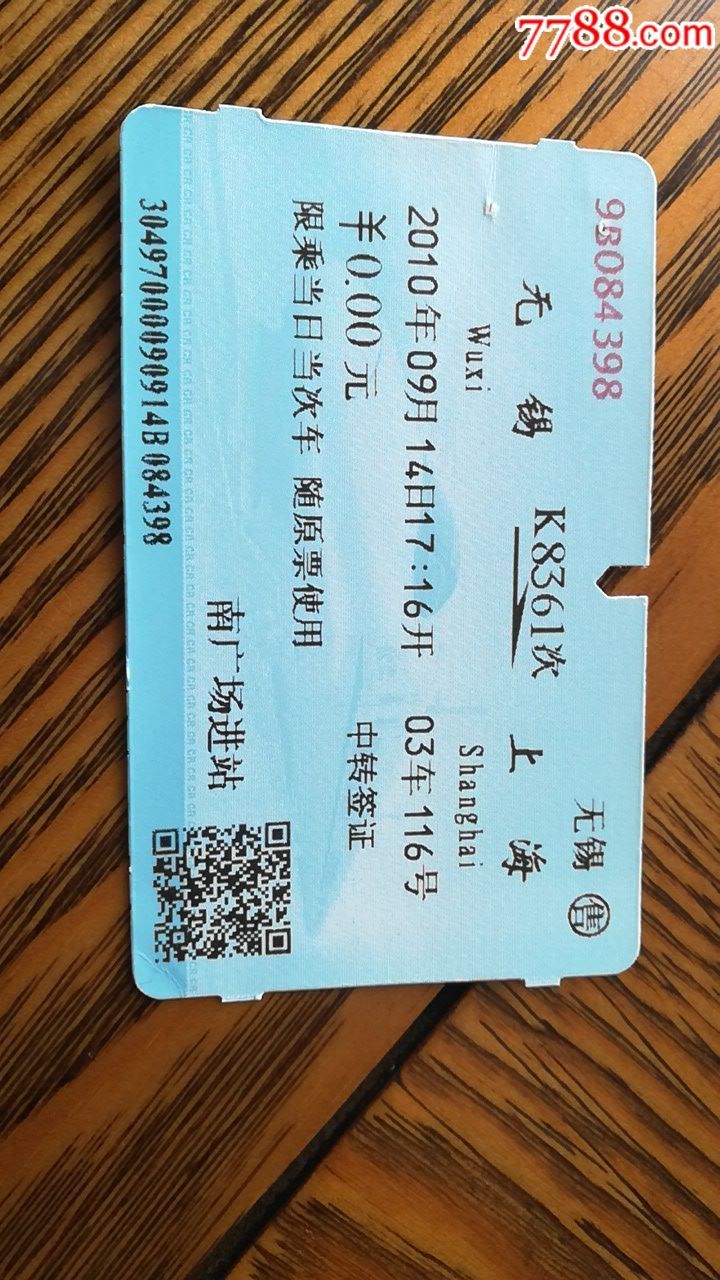 7788.com
9B084398
无锡 售
无锡 K8361次 上海
Wuxi Shanghai
2010年09月14日17:16开 03车116号
￥0.00元 中转签证
限乘当日当次车 随原票使用
南广场进站
30497000090914B084398